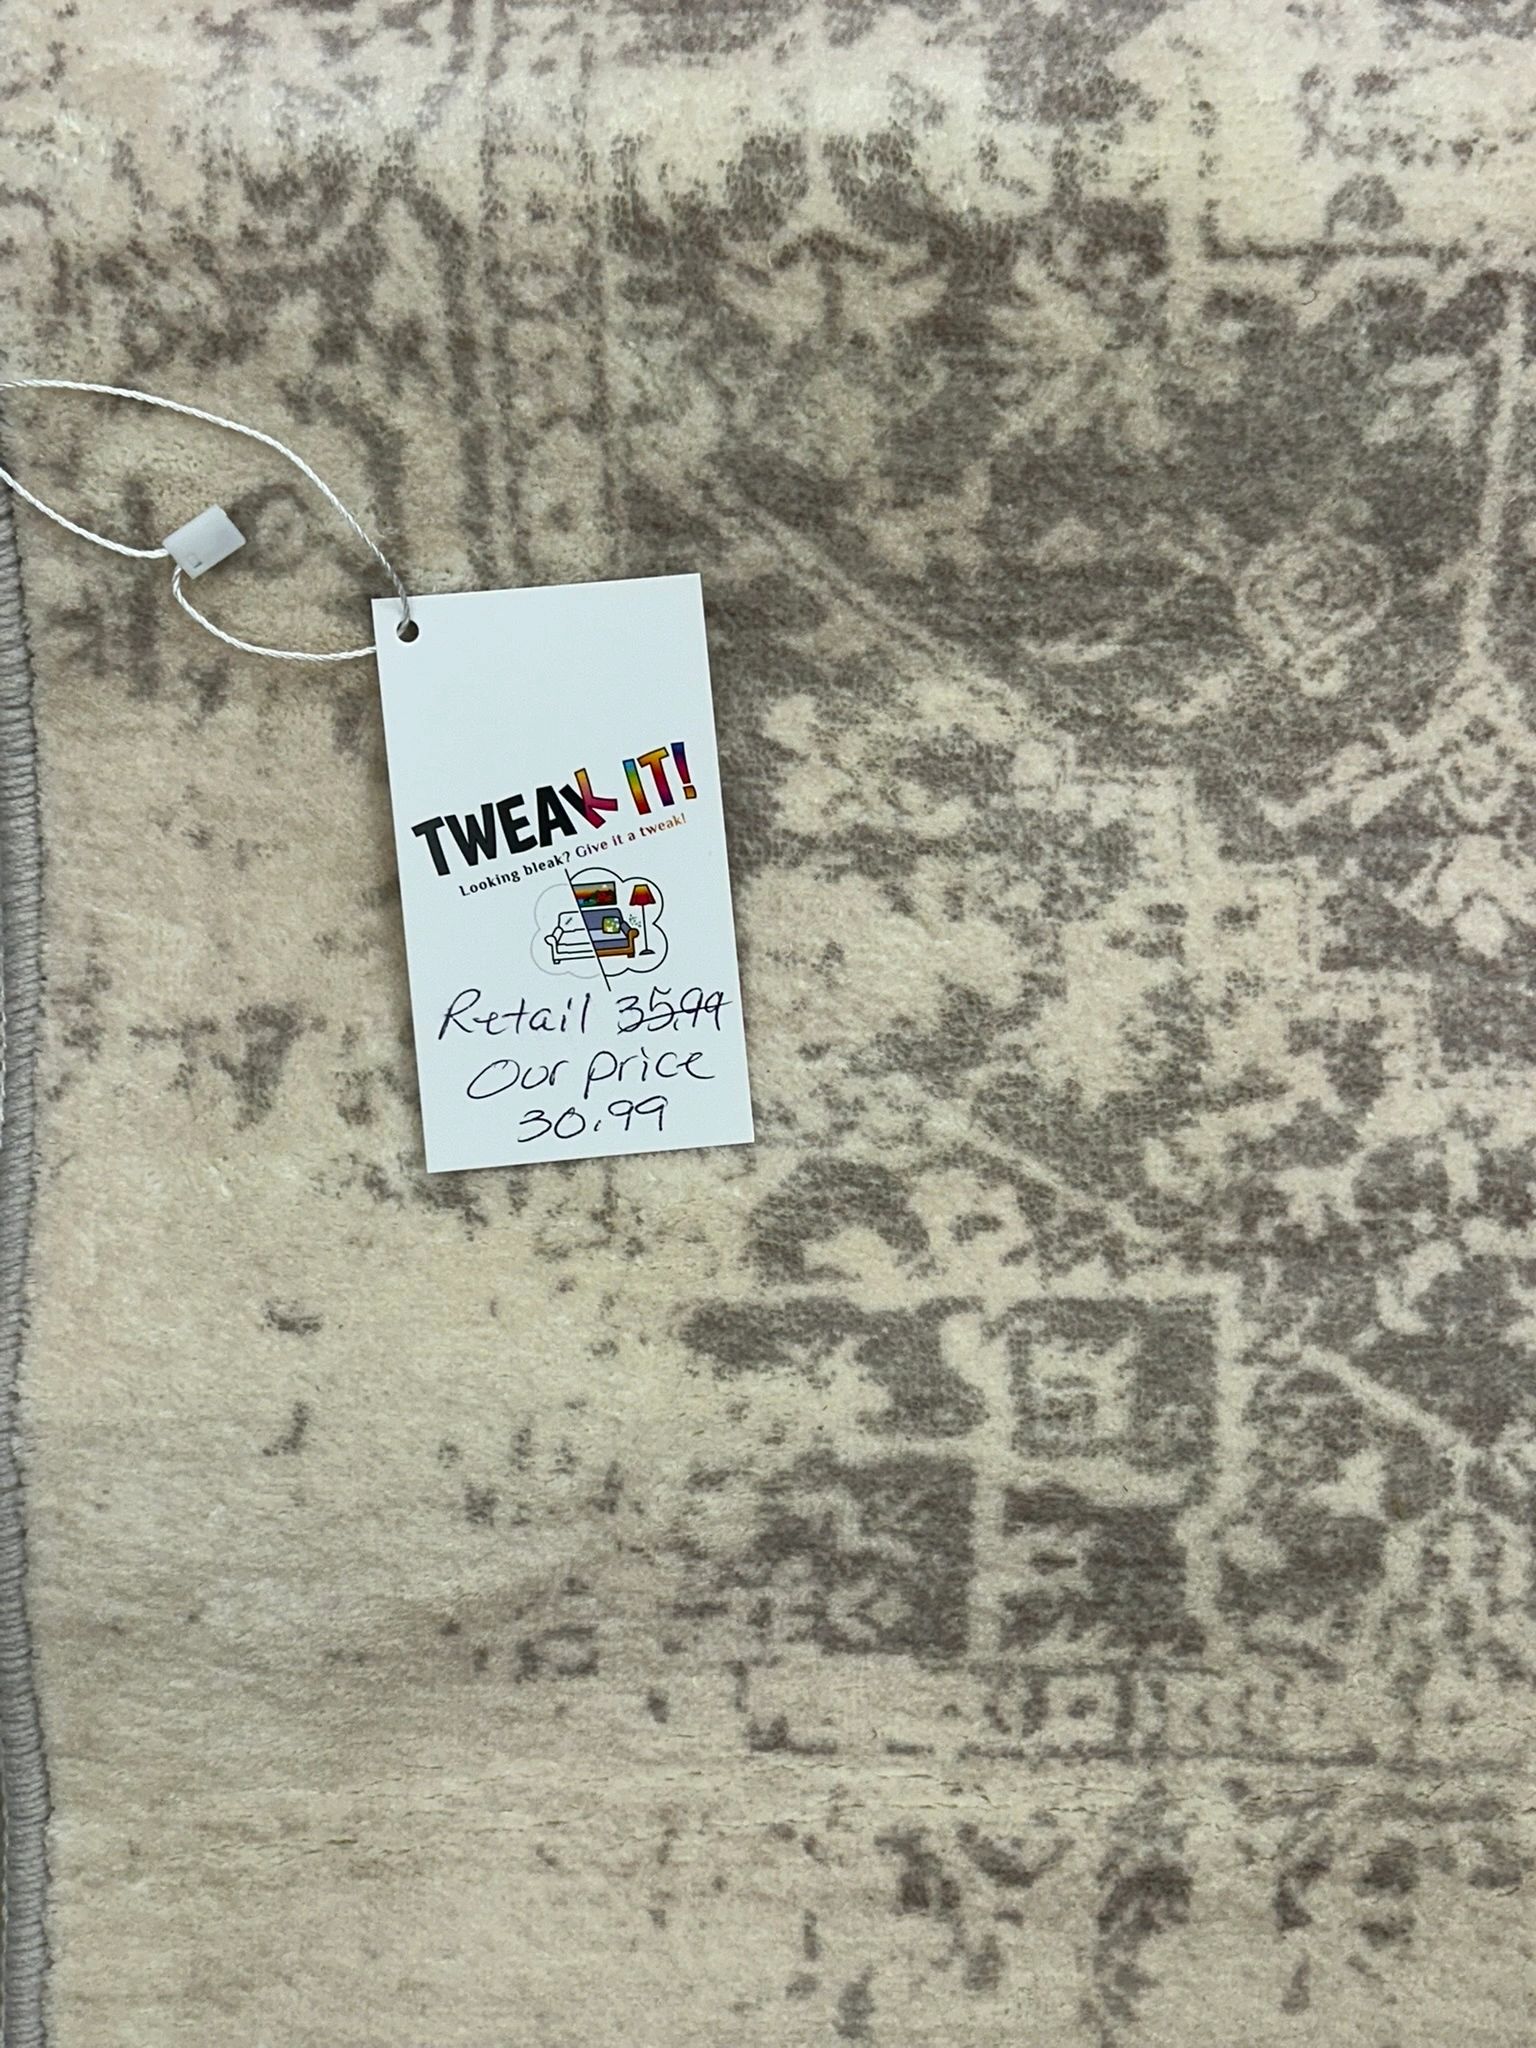 TWEAK IT!
Looking bleak? Give it a tweak!
Retail 35.99
Our price
30.99